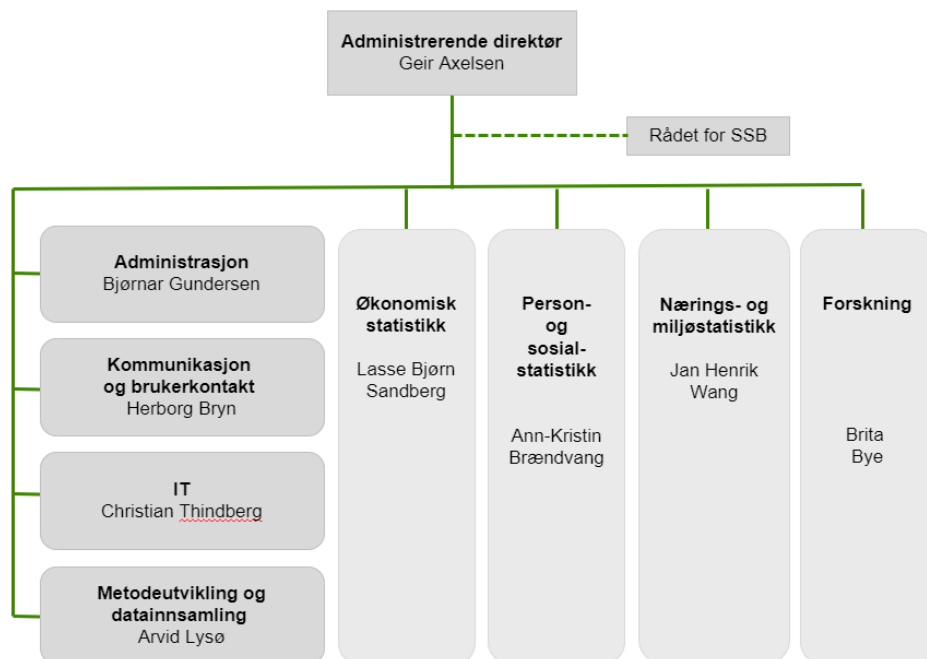 Administrerende direktør
Geir Axelsen
Rådet for SSB
Administrasjon
Bjørnar Gundersen
Kommunikasjon
og brukerkontakt
Herborg Bryn
IT
Christian Thindberg
Metodeutvikling og
datainnsamling
Arvid Lysø
Økonomisk
statistikk
Lasse Bjørn
Sandberg
Person-
og
sosial-
statistikk
Ann-Kristin
Brændvang
Nærings- og
miljøstatistikk
Jan Henrik
Wang
Forskning
Brita
Bye